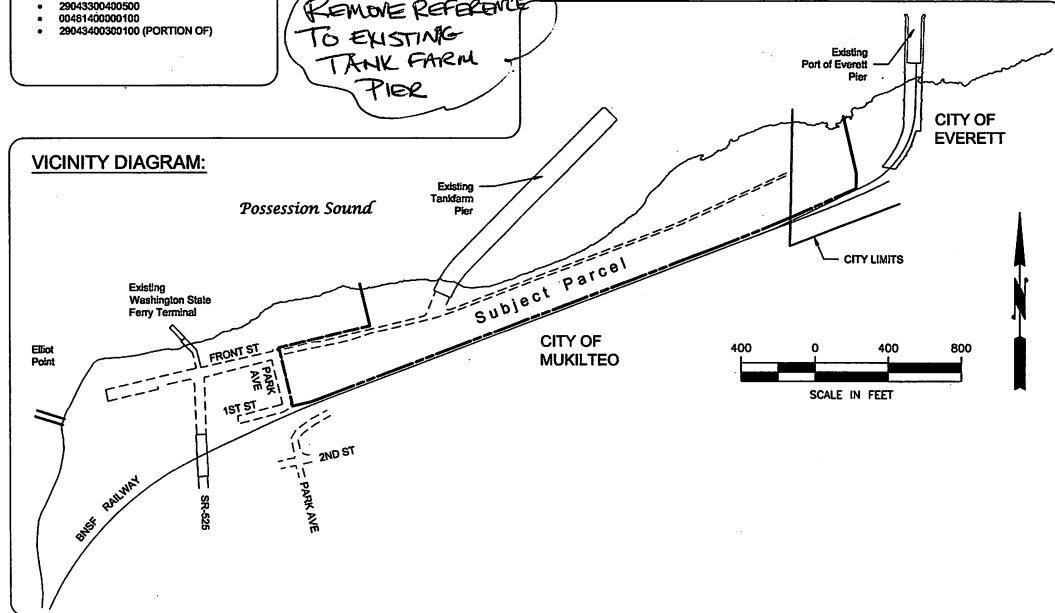 • 29043300400500
• 00481400000100
• 29043400300100 (PORTION OF)
REMOVE REFERENCE
TO EXISTING
TANK FARM
PIER
Existing
Port of Everett
Pier
CITY OF
EVERETT
VICINITY DIAGRAM:
Possession Sound
Existing
Tankfarm
Pier
CITY LIMITS
Subject Parcel
Existing
Washington State
Ferry Terminal
Elliot
Point
FRONT ST
PARK
AVE
1ST ST
2ND ST
PARK AVE
SR-525
BNSF RAILWAY
CITY OF
MUKILTEO
N
400 0 400 800
SCALE IN FEET